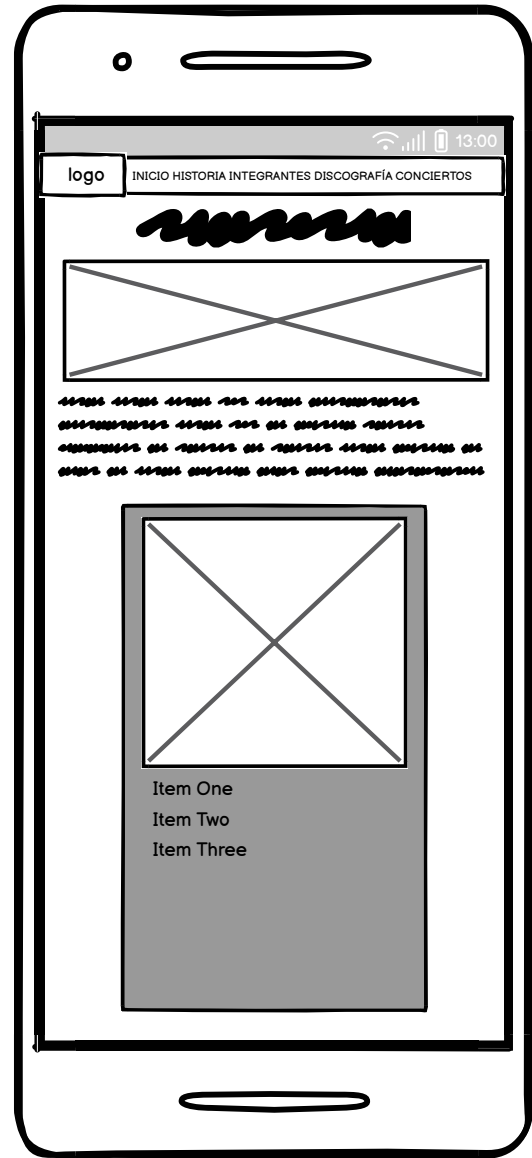 13:00
logo
INICIO HISTORIA INTEGRANTES DISCOGRAFÍA CONCIERTOS
Item One
Item Two
Item Three